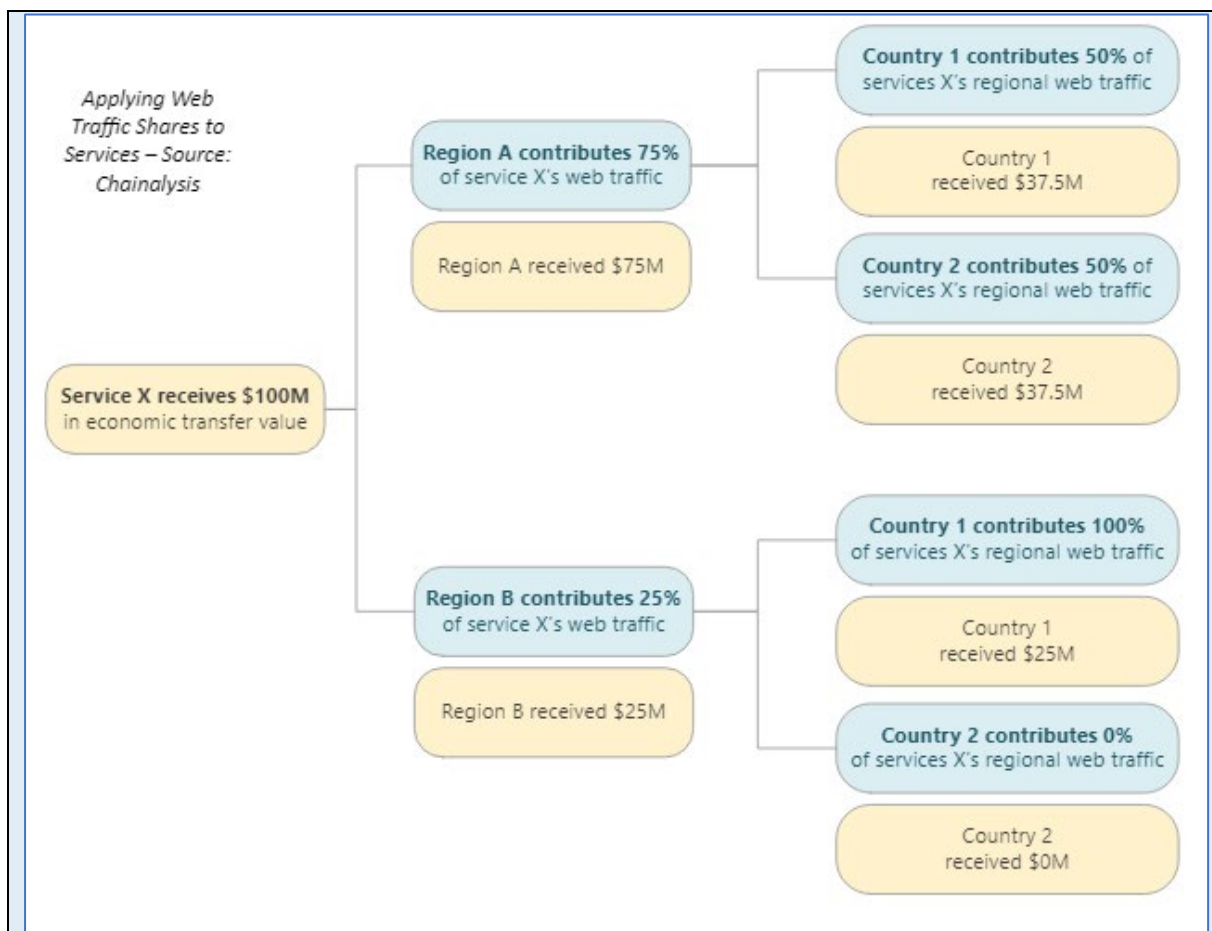 Applying Web
Traffic Shares to
Services – Source:
Chainalysis
Service X receives $100M
in economic transfer value
Region A contributes 75%
of service X's web traffic
Region A received $75M
Country 1 contributes 50% of
services X's regional web traffic
Country 1
received $37.5M
Country 2 contributes 50% of
services X's regional web traffic
Country 2
received $37.5M
Region B contributes 25%
of service X's web traffic
Region B received $25M
Country 1 contributes 100%
of services X's regional web traffic
Country 1
received $25M
Country 2 contributes 0%
of services X's regional web traffic
Country 2
received $0M